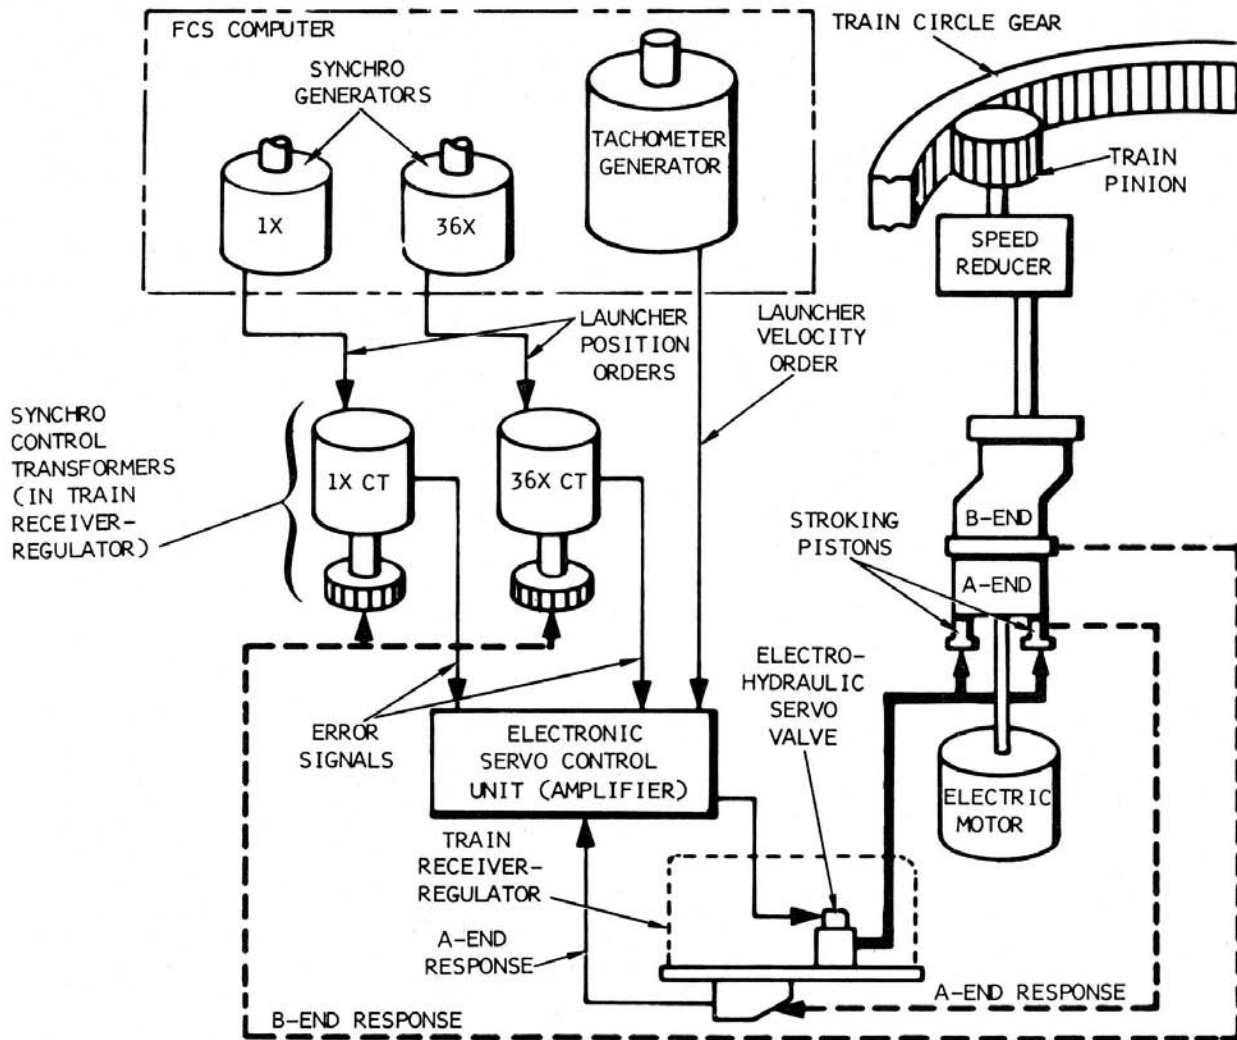 FCS COMPUTER
SYNCHRO
GENERATORS
1X
36X
TACHOMETER
GENERATOR
TRAIN CIRCLE GEAR
TRAIN
PINION
SPEED
REDUCER
LAUNCHER
POSITION
ORDERS
LAUNCHER
VELOCITY
ORDER
SYNCHRO
CONTROL
TRANSFORMERS
(IN TRAIN
RECEIVER-
REGULATOR)
1X CT
36X CT
B-END
A-END
STROKING
PISTONS
ELECTRO-
HYDRAULIC
SERVO
VALVE
ERROR
SIGNALS
ELECTRONIC
SERVO CONTROL
UNIT (AMPLIFIER)
ELECTRIC
MOTOR
TRAIN
RECEIVER-
REGULATOR
A-END
RESPONSE
A-END RESPONSE
B-END RESPONSE